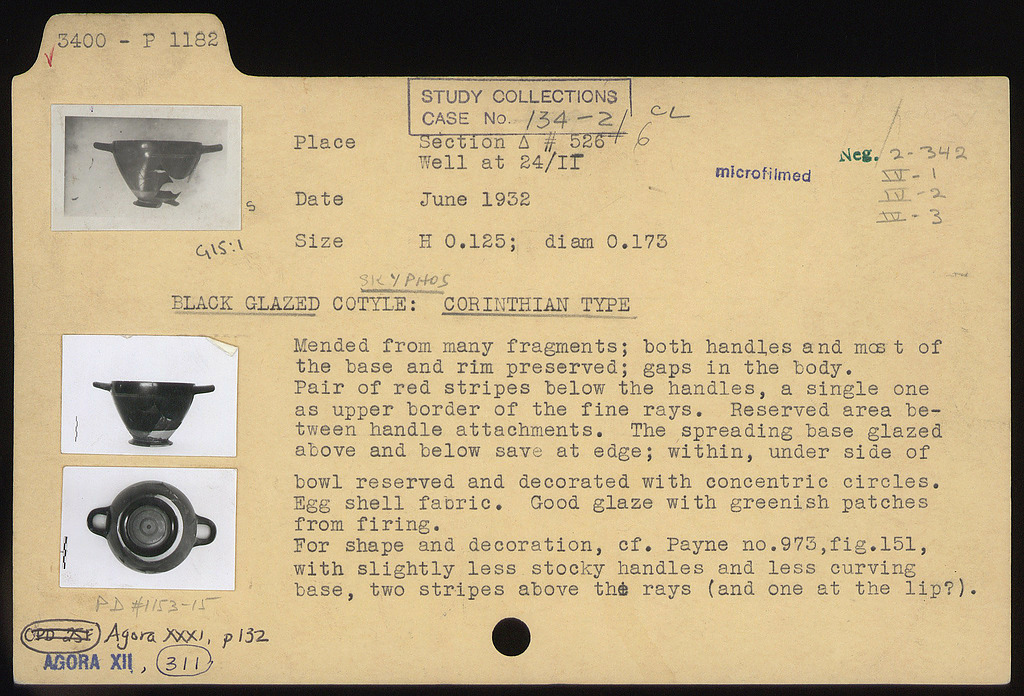 3400 - P 1182
STUDY COLLECTIONS
CASE No. 134-2/6 CL
Place Section Δ # 526
Well at 24/II
Neg. 2-342
IV - 1
IV - 2
IV - 3
microfilmed
Date June 1932
S
G15:1
Size H 0.125; diam 0.173
SKYPHOS
BLACK GLAZED COTYLE: CORINTHIAN TYPE
Mended from many fragments; both handles and most of
the base and rim preserved; gaps in the body.
Pair of red stripes below the handles, a single one
as upper border of the fine rays. Reserved area be-
tween handle attachments. The spreading base glazed
above and below save at edge; within, under side of
bowl reserved and decorated with concentric circles.
Egg shell fabric. Good glaze with greenish patches
from firing.
For shape and decoration, cf. Payne no.973,fig.151,
with slightly less stocky handles and less curving
base, two stripes above the rays (and one at the lip?).
PD #1153-15
Agora XXXI, p132
AGORA XII, 311